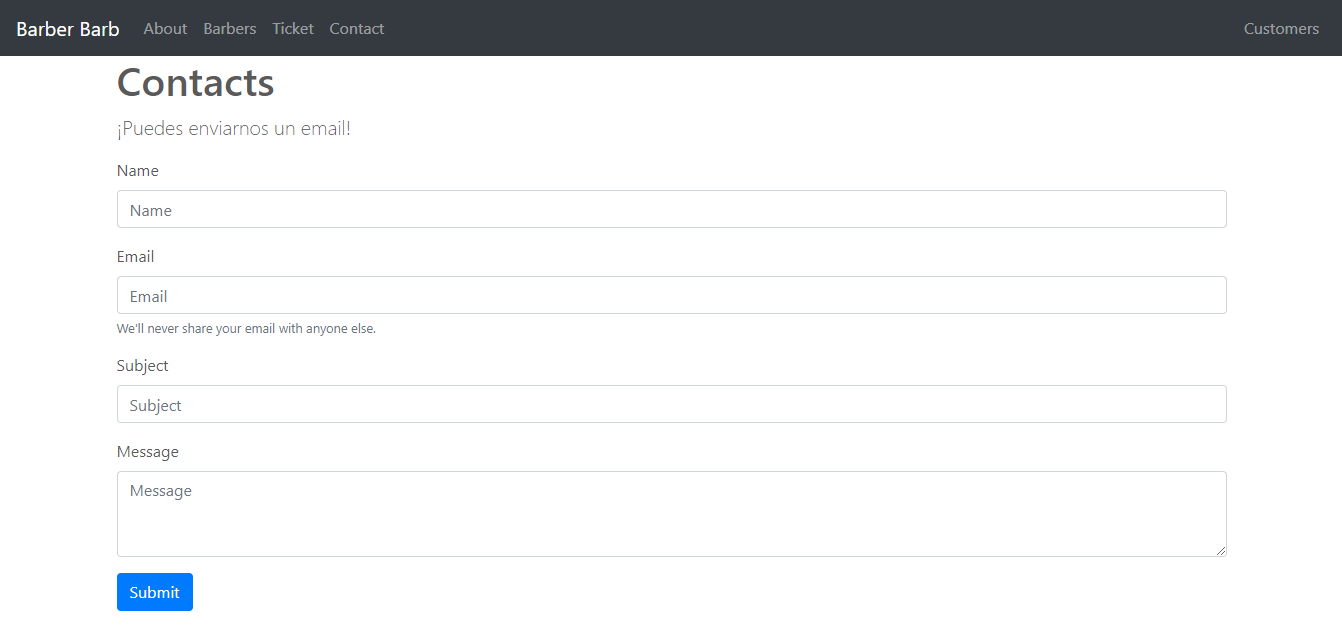 Barber Barb About Barbers Ticket Contact Customers
Contacts
¡Puedes enviarnos un email!
Name
Name
Email
Email
We'll never share your email with anyone else.
Subject
Subject
Message
Message
Submit